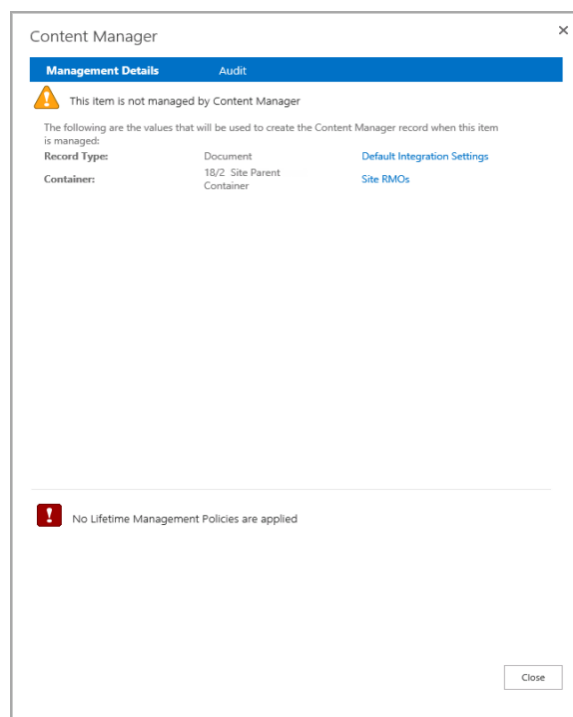 Content Manager
Management Details Audit
This item is not managed by Content Manager
The following are the values that will be used to create the Content Manager record when this item
is managed:
Record Type: Document Default Integration Settings
Container: 18/2 Site Parent Site RMOs
Container
No Lifetime Management Policies are applied
Close